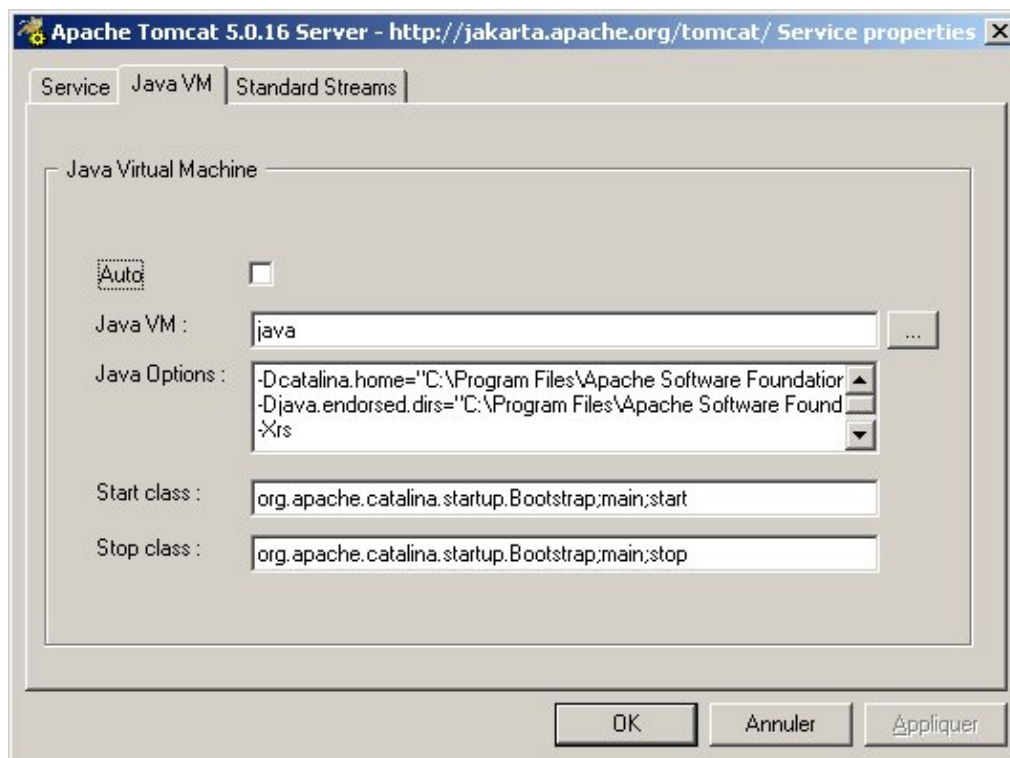 Apache Tomcat 5.0.16 Server - http://jakarta.apache.org/tomcat/ Service properties
Service Java VM Standard Streams
Java Virtual Machine
Auto
Java VM : java ...
Java Options : -Dcatalina.home="C:\Program Files\Apache Software Foundation
-Djava.endorsed.dirs="C:\Program Files\Apache Software Found
-Xrs
Start class : org.apache.catalina.startup.Bootstrap;main;start
Stop class : org.apache.catalina.startup.Bootstrap;main;stop
OK Annuler Appliquer